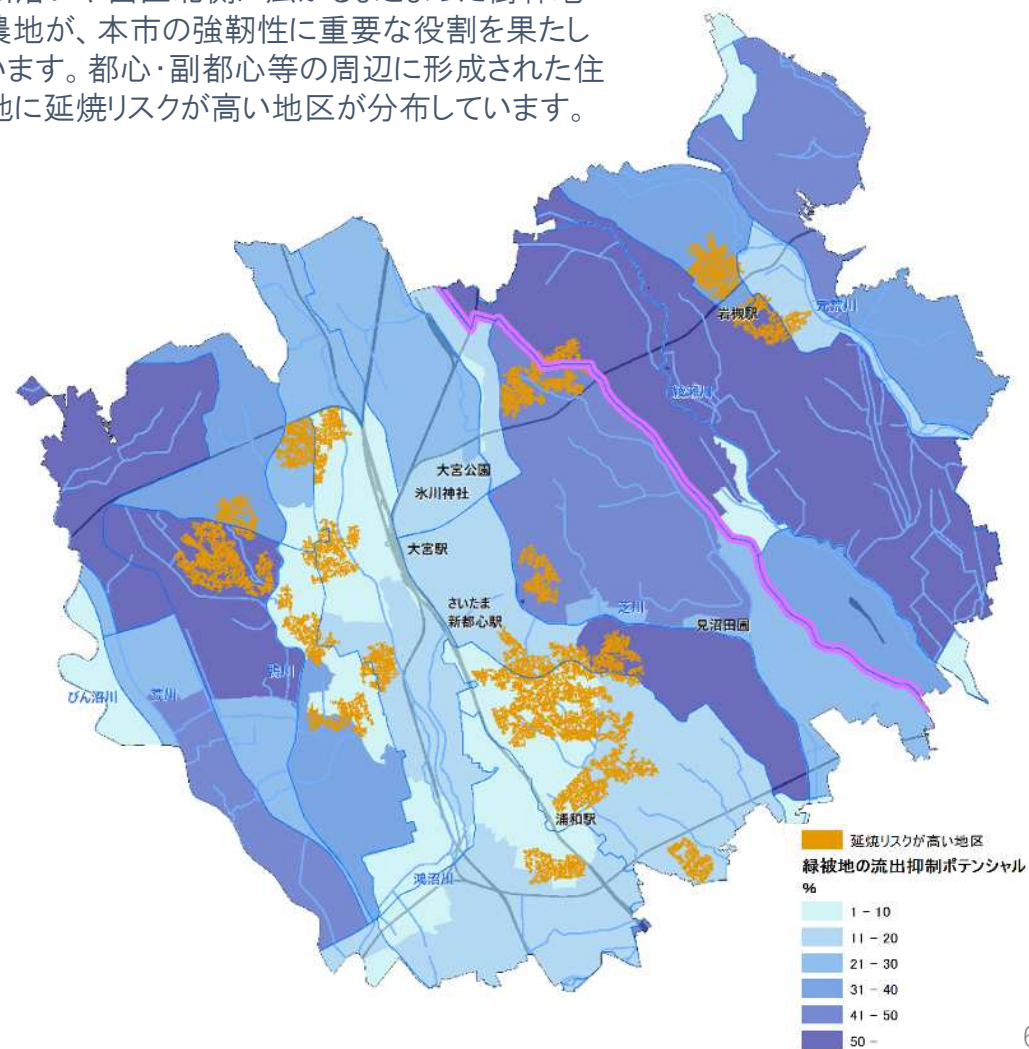 農地が、本市の強靭性に重要な役割を果たし
います。都心・副都心等の周辺に形成された住
地に延焼リスクが高い地区が分布しています。
岩槻駅
元荒川
綾瀬川
大宮公園
氷川神社
大宮駅
さいたま
新都心駅
芝川
見沼田圃
びん沼川
荒川
鴨川
浦和駅
鴻沼川
延焼リスクが高い地区
緑被地の流出抑制ポテンシャル
%
1 - 10
11 - 20
21 - 30
31 - 40
41 - 50
50 -
6